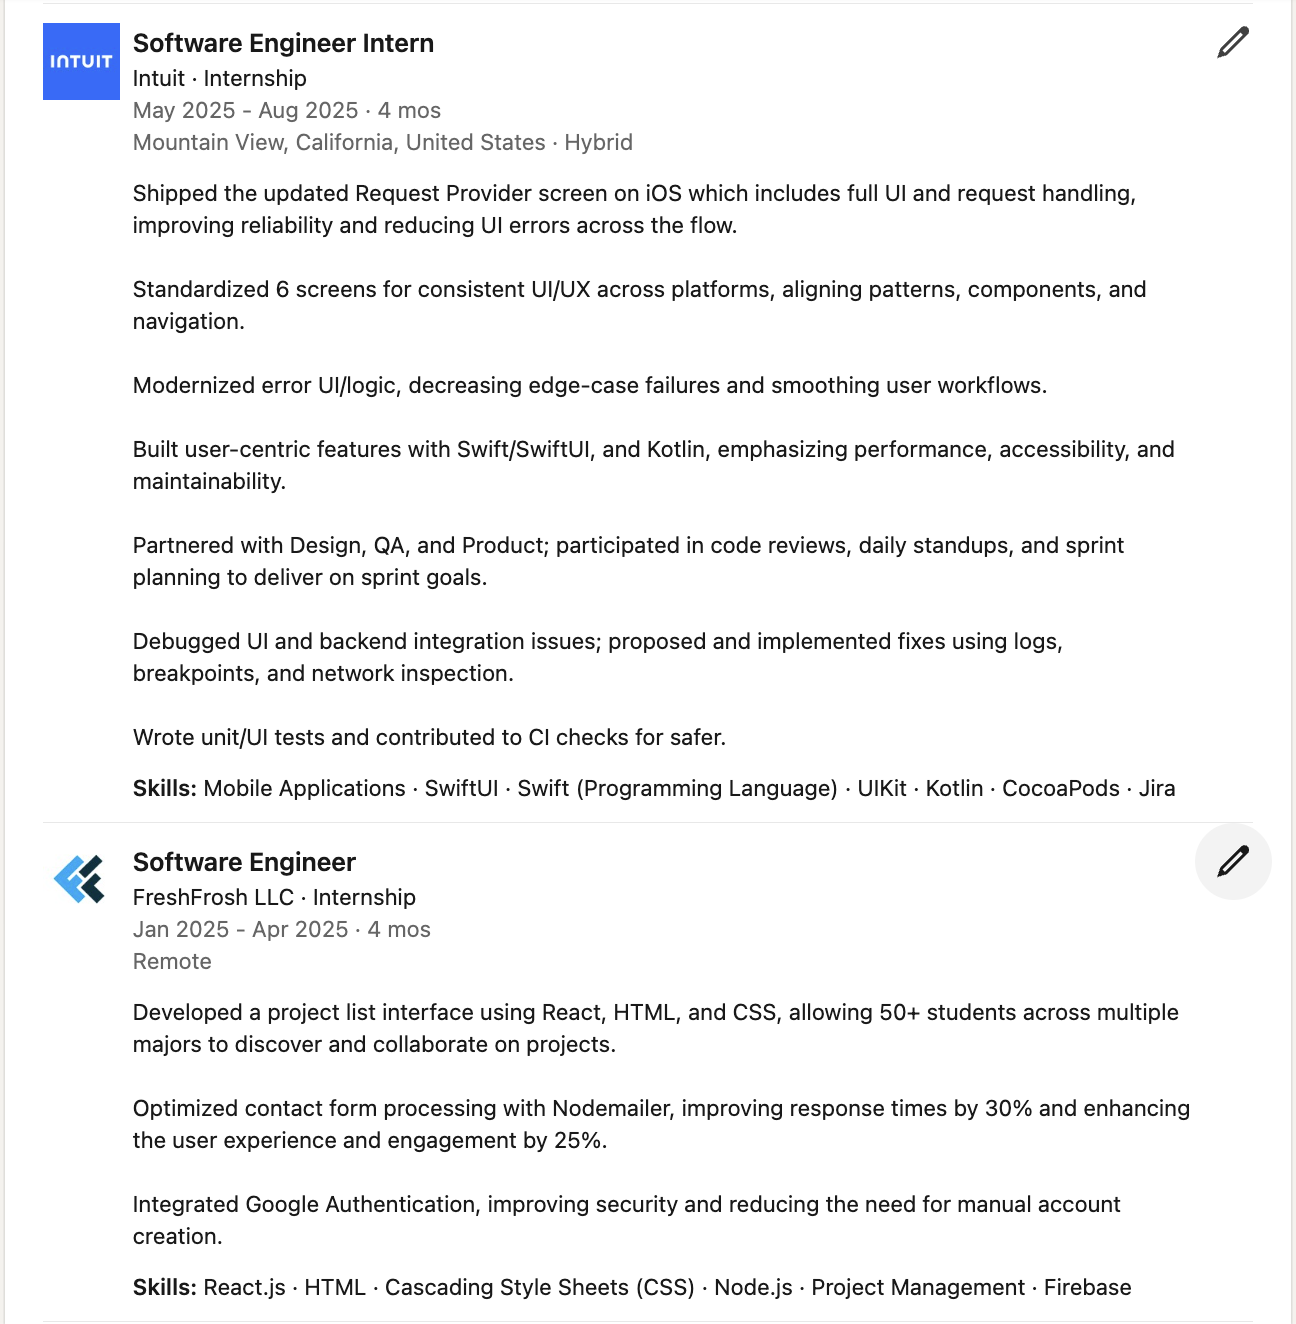 INTUIT
Software Engineer Intern
Intuit · Internship
May 2025 - Aug 2025 · 4 mos
Mountain View, California, United States · Hybrid
Shipped the updated Request Provider screen on iOS which includes full UI and request handling,
improving reliability and reducing UI errors across the flow.
Standardized 6 screens for consistent UI/UX across platforms, aligning patterns, components, and
navigation.
Modernized error UI/logic, decreasing edge-case failures and smoothing user workflows.
Built user-centric features with Swift/SwiftUI, and Kotlin, emphasizing performance, accessibility, and
maintainability.
Partnered with Design, QA, and Product; participated in code reviews, daily standups, and sprint
planning to deliver on sprint goals.
Debugged UI and backend integration issues; proposed and implemented fixes using logs,
breakpoints, and network inspection.
Wrote unit/UI tests and contributed to CI checks for safer.
Skills: Mobile Applications · SwiftUI · Swift (Programming Language) · UIKit · Kotlin · CocoaPods · Jira
Software Engineer
FreshFrosh LLC · Internship
Jan 2025 - Apr 2025 · 4 mos
Remote
Developed a project list interface using React, HTML, and CSS, allowing 50+ students across multiple
majors to discover and collaborate on projects.
Optimized contact form processing with Nodemailer, improving response times by 30% and enhancing
the user experience and engagement by 25%.
Integrated Google Authentication, improving security and reducing the need for manual account
creation.
Skills: React.js · HTML · Cascading Style Sheets (CSS) · Node.js · Project Management · Firebase